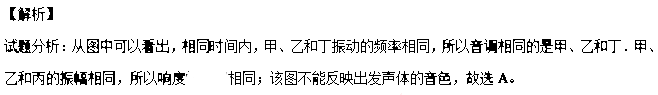 【解析】
试题分析：从图中可以看出，相同时间内，甲、乙和丁振动的频率相同，所以音调相同的是甲、乙和丁．甲、
乙和丙的振幅相同，所以响度 相同；该图不能反映出发声体的音色，故选 A。